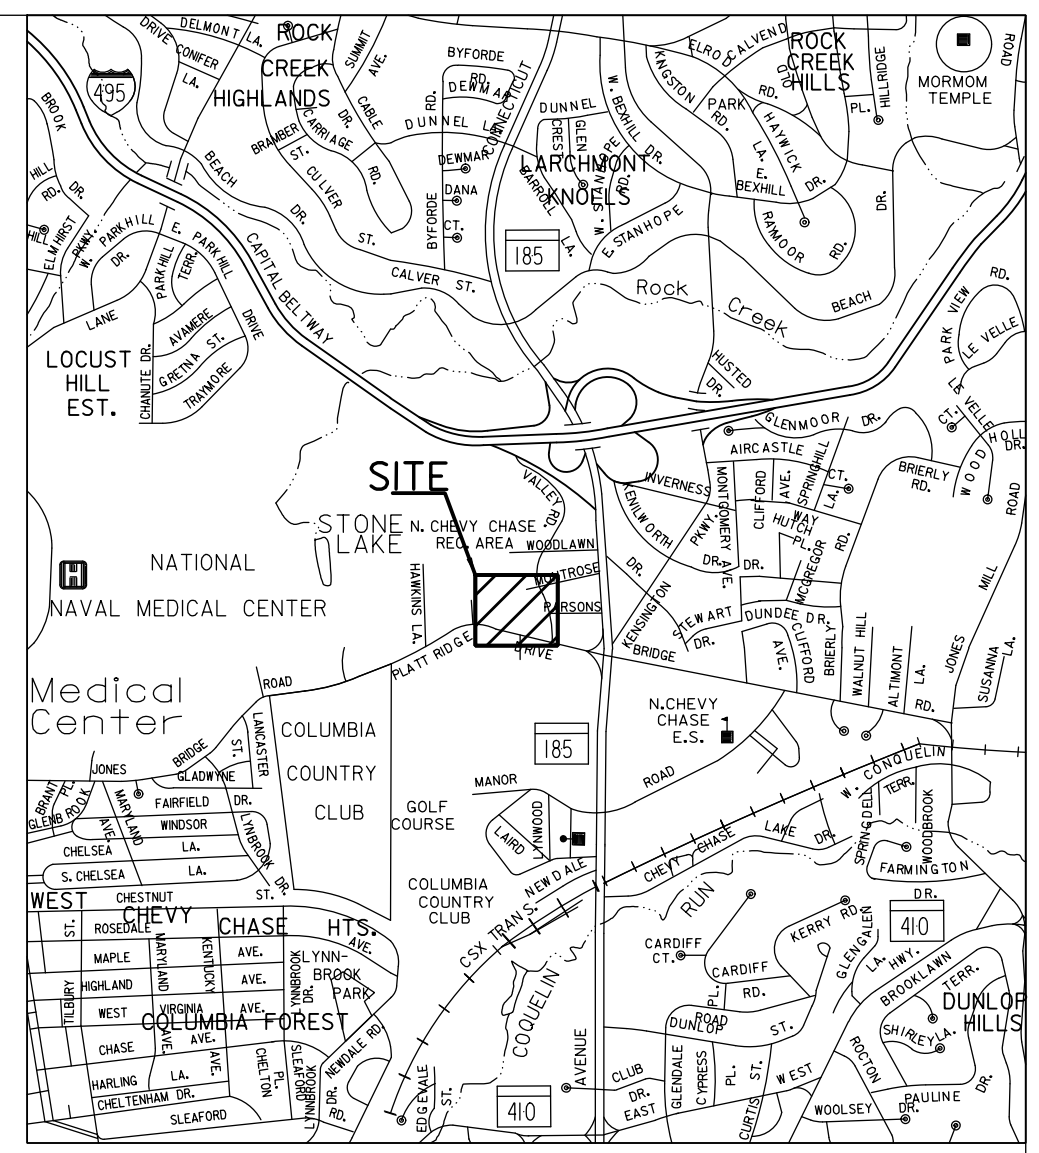 DRIVE
DELMONT LA.
CONIFER
LA.
ROCK
CREEK
HIGHLANDS
SUMMIT
AVE.
CABLE
DR.
CARRIAGE
RD.
BRAMBER
ST.
CULVER
ST.
BYFORDE
RD.
DEWMAR
DUNNEL LA.
RD.
BYFORDE
DEWMAR
DANA
CT.
CONNECTICUT
DUNNEL
CREST
GLEN
LARCHMONT
KNOELS
BARROLL
LA.
W. STANHOPE
RD.
E. STANHOPE
W. BEXHILL DR.
KINGSTON
RD.
PARK
ELROD
CALVEND
OLD
RD.
ROCK
CREEK
HILLS
HAYWICK
LA.
E.
BEXHILL
DR.
RAYMOOR
RD.
PL.
HILLRIDGE
MORMOM
TEMPLE
ROAD
495
BROOK
HILL
RD.
DR.
HILL
ELMHIRST
PKWY.
W. PARKHILL
DR.
E. PARKHILL
DRIVE
PARKHILL
TERR.
LANE
AVAMERE
GRETNA ST.
TRAYMORE
CHANUTE DR.
LOCUST
HILL
EST.
BEACH
DR.
CAPITAL BELTWAY
CALVER ST.
185
Rock
Creek
BEACH
DR.
HUSTED
DR.
PARK VIEW
RD.
LE VELLE
LE VELLE
CT.
HOLLY
DR.
WOOD
ROAD
GLENMOOR DR.
AIRCASTLE
SPRINGHILL
LA.
CT.
BRIERLY
RD.
CLIFFORD
AVE.
WAY
HUTCH
PL.
MCGREGOR
RD.
INVERNESS
MONTGOMERY AVE.
PKWY.
KENILWORTH
DR.
DR.
DR.
KENSINGTON
STEWART
DR.
DUNDEE DR.
AVE.
CLIFFORD
BRIERLY
WALNUT HILL
ALTIMONT
LA.
RD.
JONES
MILL
SUSANNA
LA.
SITE
STONE
LAKE
N. CHEVY CHASE
REC. AREA
VALLEY RD.
WOODLAWN
MONTROSE
PARSONS
HAWKINS LA.
PLATT RIDGE
DRIVE
BRIDGE
H
NATIONAL
NAVAL MEDICAL CENTER
Medical
Center
ROAD
LANCASTER
ST.
BRIDGE
JONES
GLADWYNE
FAIRFIELD DR.
WINDSOR
CHELSEA LA.
S. CHELSEA LA.
BRANT
PL.
GLENBROOK
MARYLAND
AVE.
LYNBROOK DR.
CHESTNUT ST.
COLUMBIA
COUNTRY
CLUB
GOLF
COURSE
COLUMBIA
COUNTRY
CLUB
185
N.CHEVY
CHASE
E.S.
MANOR
ROAD
LAIRD
LYNWOOD
NEWDALE
CHEVY CHASE
LAKE
DR.
W. CONQUELIN
TERR.
SPRINGDELL
WOODBROOK
FARMINGTON
DR.
CSX TRANS.
RUN
COQUELIN
410
KERRY RD
GLENGALEN
LA.
HWY.
BROOKLAWN
TERR.
CARDIFF
CT.
CARDIFF
RD.
PL.
ROAD
DUNLOP ST.
DUNLOP
HILLS
SHIRLEY LA.
ROCTON
PAULINE
DR.
WOOLSEY
DR.
WEST
ST.
CURTIS
PL.
CYPRESS
GLENDALE
CLUB
DR.
EAST
AVENUE
410
EDGEVALE
ST.
WEST
CHEVY
CHASE
HTS.
AVE.
ST.
ROSEDALE
MAPLE AVE.
HIGHLAND AVE.
WEST VIRGINIA AVE.
MARYLAND
AVE.
KENTUCKY
AVE.
TILBURY
COLUMBIA FOREST
CHASE AVE.
HARLING LA.
CHELTENHAM DR.
SLEAFORD
RD.
CHELTON
PL.
SLEAFORD
LYNNBROOK
DR.
LYNNBROOK
DR.
LYNN-
BROOK
PARK
NEWDALE RD.